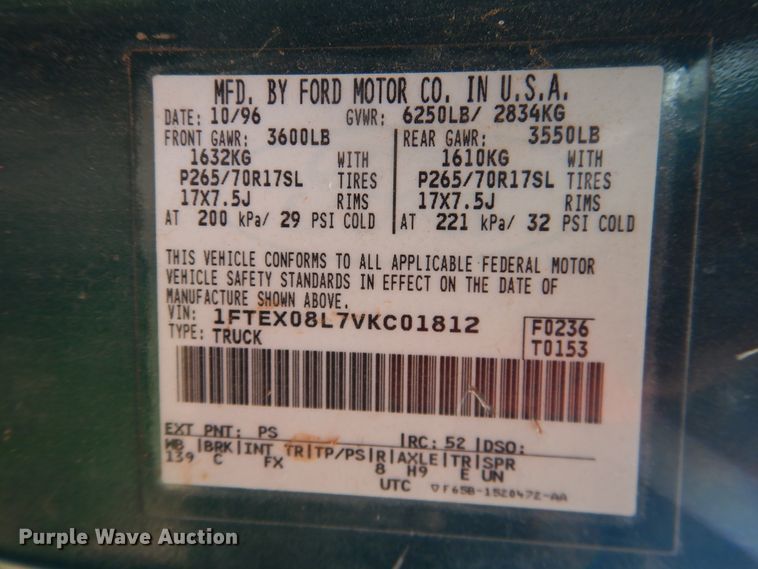 MFD. BY FORD MOTOR CO. IN U.S.A.
DATE: 10/96 GVWR: 6250LB/ 2834KG
FRONT GAWR: 3600LB REAR GAWR: 3550LB
1632KG WITH 1610KG WITH
P265/70R17SL TIRES P265/70R17SL TIRES
17X7.5J RIMS 17X7.5J RIMS
AT 200 kPa/ 29 PSI COLD AT 221 kPa/ 32 PSI COLD
THIS VEHICLE CONFORMS TO ALL APPLICABLE FEDERAL MOTOR
VEHICLE SAFETY STANDARDS IN EFFECT ON THE DATE OF
MANUFACTURE SHOWN ABOVE.
VIN: 1FTEX08L7VKC01812 F0236
TYPE: TRUCK T0153
EXT PNT: PS RC: 52 DSO:
WB BRK INT TR TP/PS R AXLE TR SPR
139 C FX 8 H9 E UN
UTC ▽F65B-1520472-AA
Purple Wave Auction